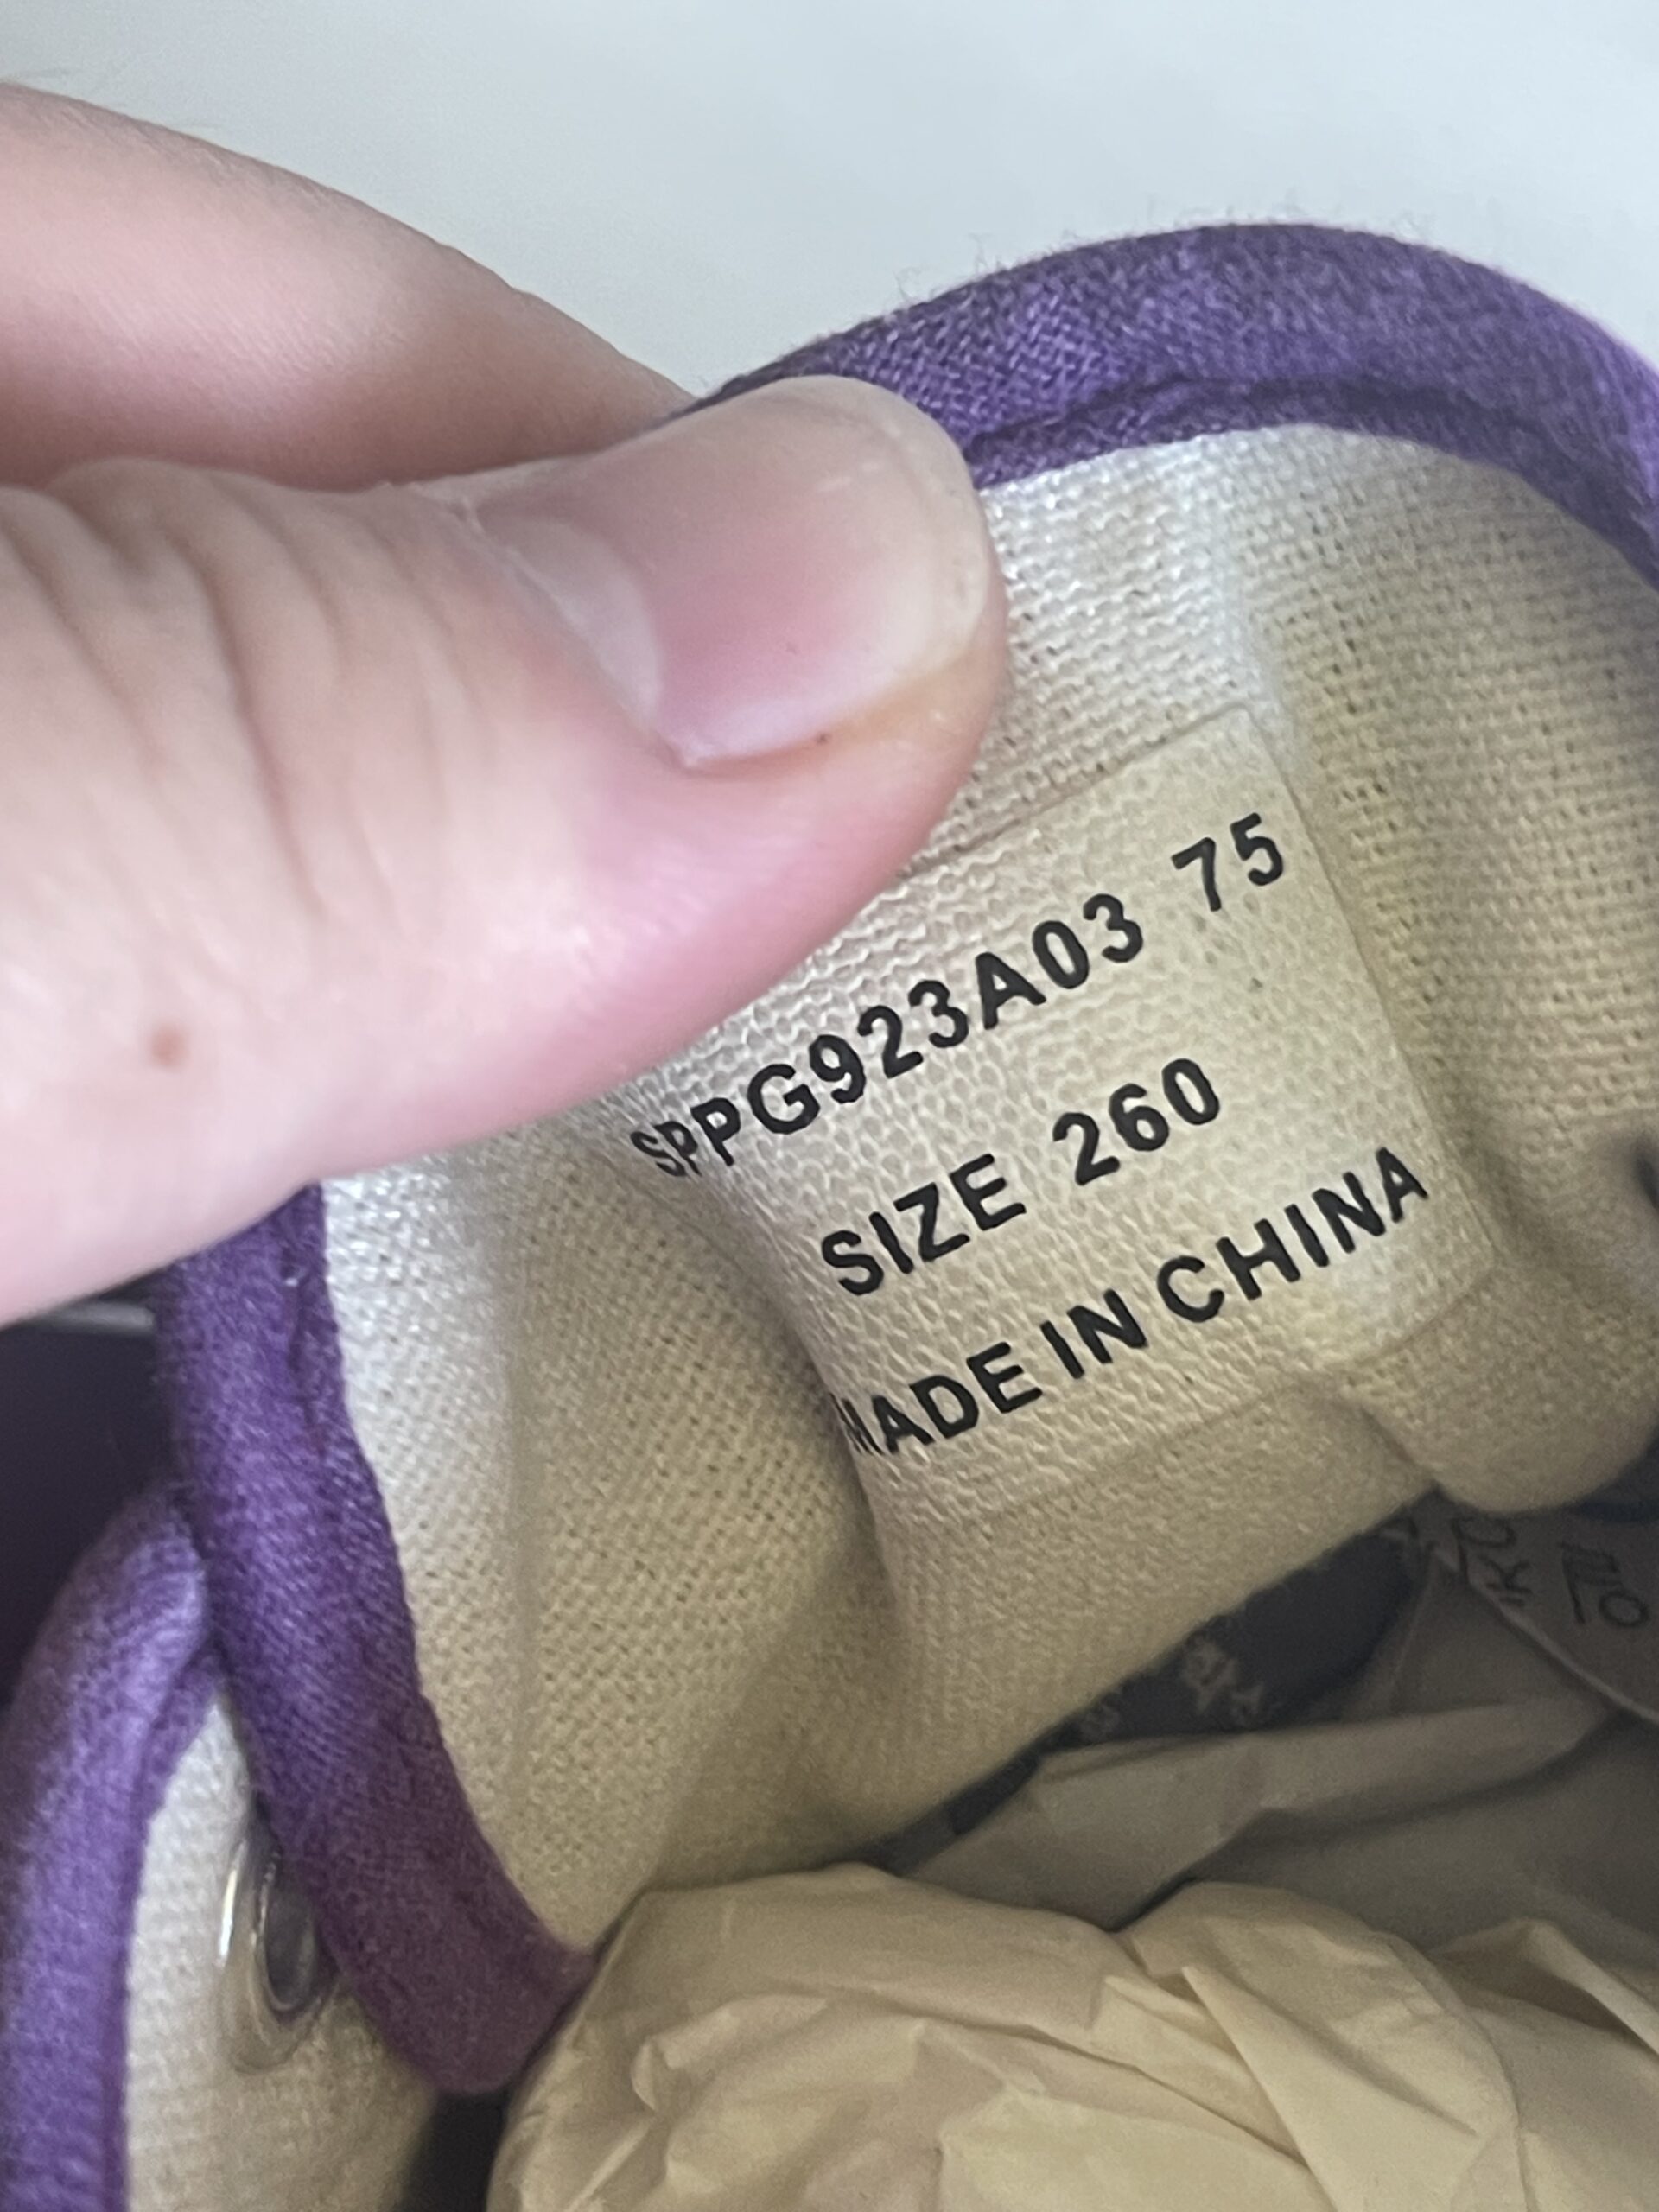 SPPG923A03 75
SIZE 260
MADE IN CHINA